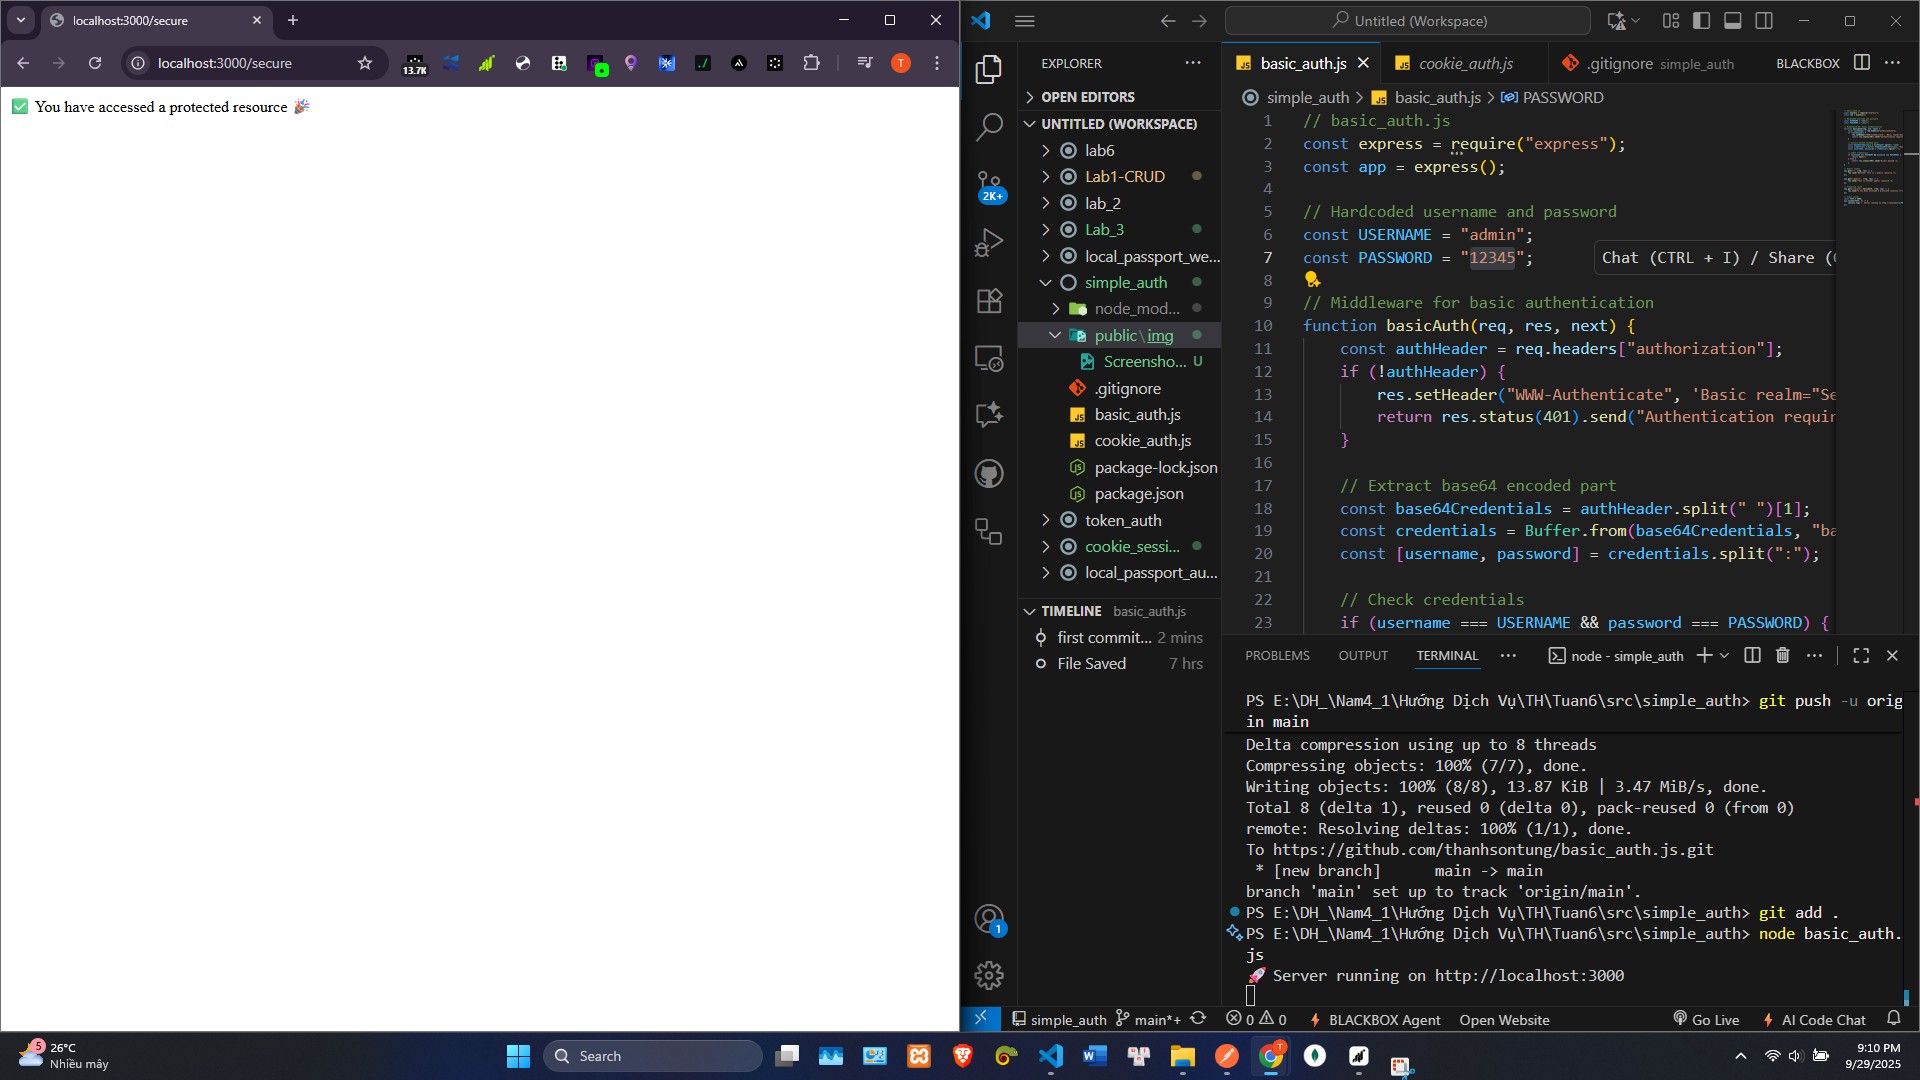 localhost:3000/secure
localhost:3000/secure
13.7K
T
✅ You have accessed a protected resource 🎉
Untitled (Workspace)
EXPLORER
OPEN EDITORS
UNTITLED (WORKSPACE)
lab6
Lab1-CRUD
lab_2
Lab_3
local_passport_we...
simple_auth
node_mod...
public\img
Screensho... U
.gitignore
basic_auth.js
cookie_auth.js
package-lock.json
package.json
token_auth
cookie_sessi...
local_passport_au...
TIMELINE basic_auth.js
first commit... 2 mins
File Saved 7 hrs
2K+
1
basic_auth.js
cookie_auth.js
.gitignore simple_auth
BLACKBOX
simple_auth > basic_auth.js > PASSWORD
1 // basic_auth.js
2 const express = require("express");
3 const app = express();
4
5 // Hardcoded username and password
6 const USERNAME = "admin";
7 const PASSWORD = "12345";
Chat (CTRL + I) / Share (
8
9 // Middleware for basic authentication
10 function basicAuth(req, res, next) {
11 const authHeader = req.headers["authorization"];
12 if (!authHeader) {
13 res.setHeader("WWW-Authenticate", 'Basic realm="Se
14 return res.status(401).send("Authentication requir
15 }
16
17 // Extract base64 encoded part
18 const base64Credentials = authHeader.split(" ")[1];
19 const credentials = Buffer.from(base64Credentials, "ba
20 const [username, password] = credentials.split(":");
21
22 // Check credentials
23 if (username === USERNAME && password === PASSWORD) {
PROBLEMS OUTPUT TERMINAL
node - simple_auth
PS E:\DH_\Nam4_1\Hướng Dịch Vụ\TH\Tuan6\src\simple_auth> git push -u orig
in main
Delta compression using up to 8 threads
Compressing objects: 100% (7/7), done.
Writing objects: 100% (8/8), 13.87 KiB | 3.47 MiB/s, done.
Total 8 (delta 1), reused 0 (delta 0), pack-reused 0 (from 0)
remote: Resolving deltas: 100% (1/1), done.
To https://github.com/thanhsontung/basic_auth.js.git
* [new branch] main -> main
branch 'main' set up to track 'origin/main'.
PS E:\DH_\Nam4_1\Hướng Dịch Vụ\TH\Tuan6\src\simple_auth> git add .
PS E:\DH_\Nam4_1\Hướng Dịch Vụ\TH\Tuan6\src\simple_auth> node basic_auth.
js
🚀 Server running on http://localhost:3000
simple_auth main*+ 0 0 BLACKBOX Agent Open Website Go Live AI Code Chat
5
26°C
Nhiều mây
Search
9:10 PM
9/29/2025